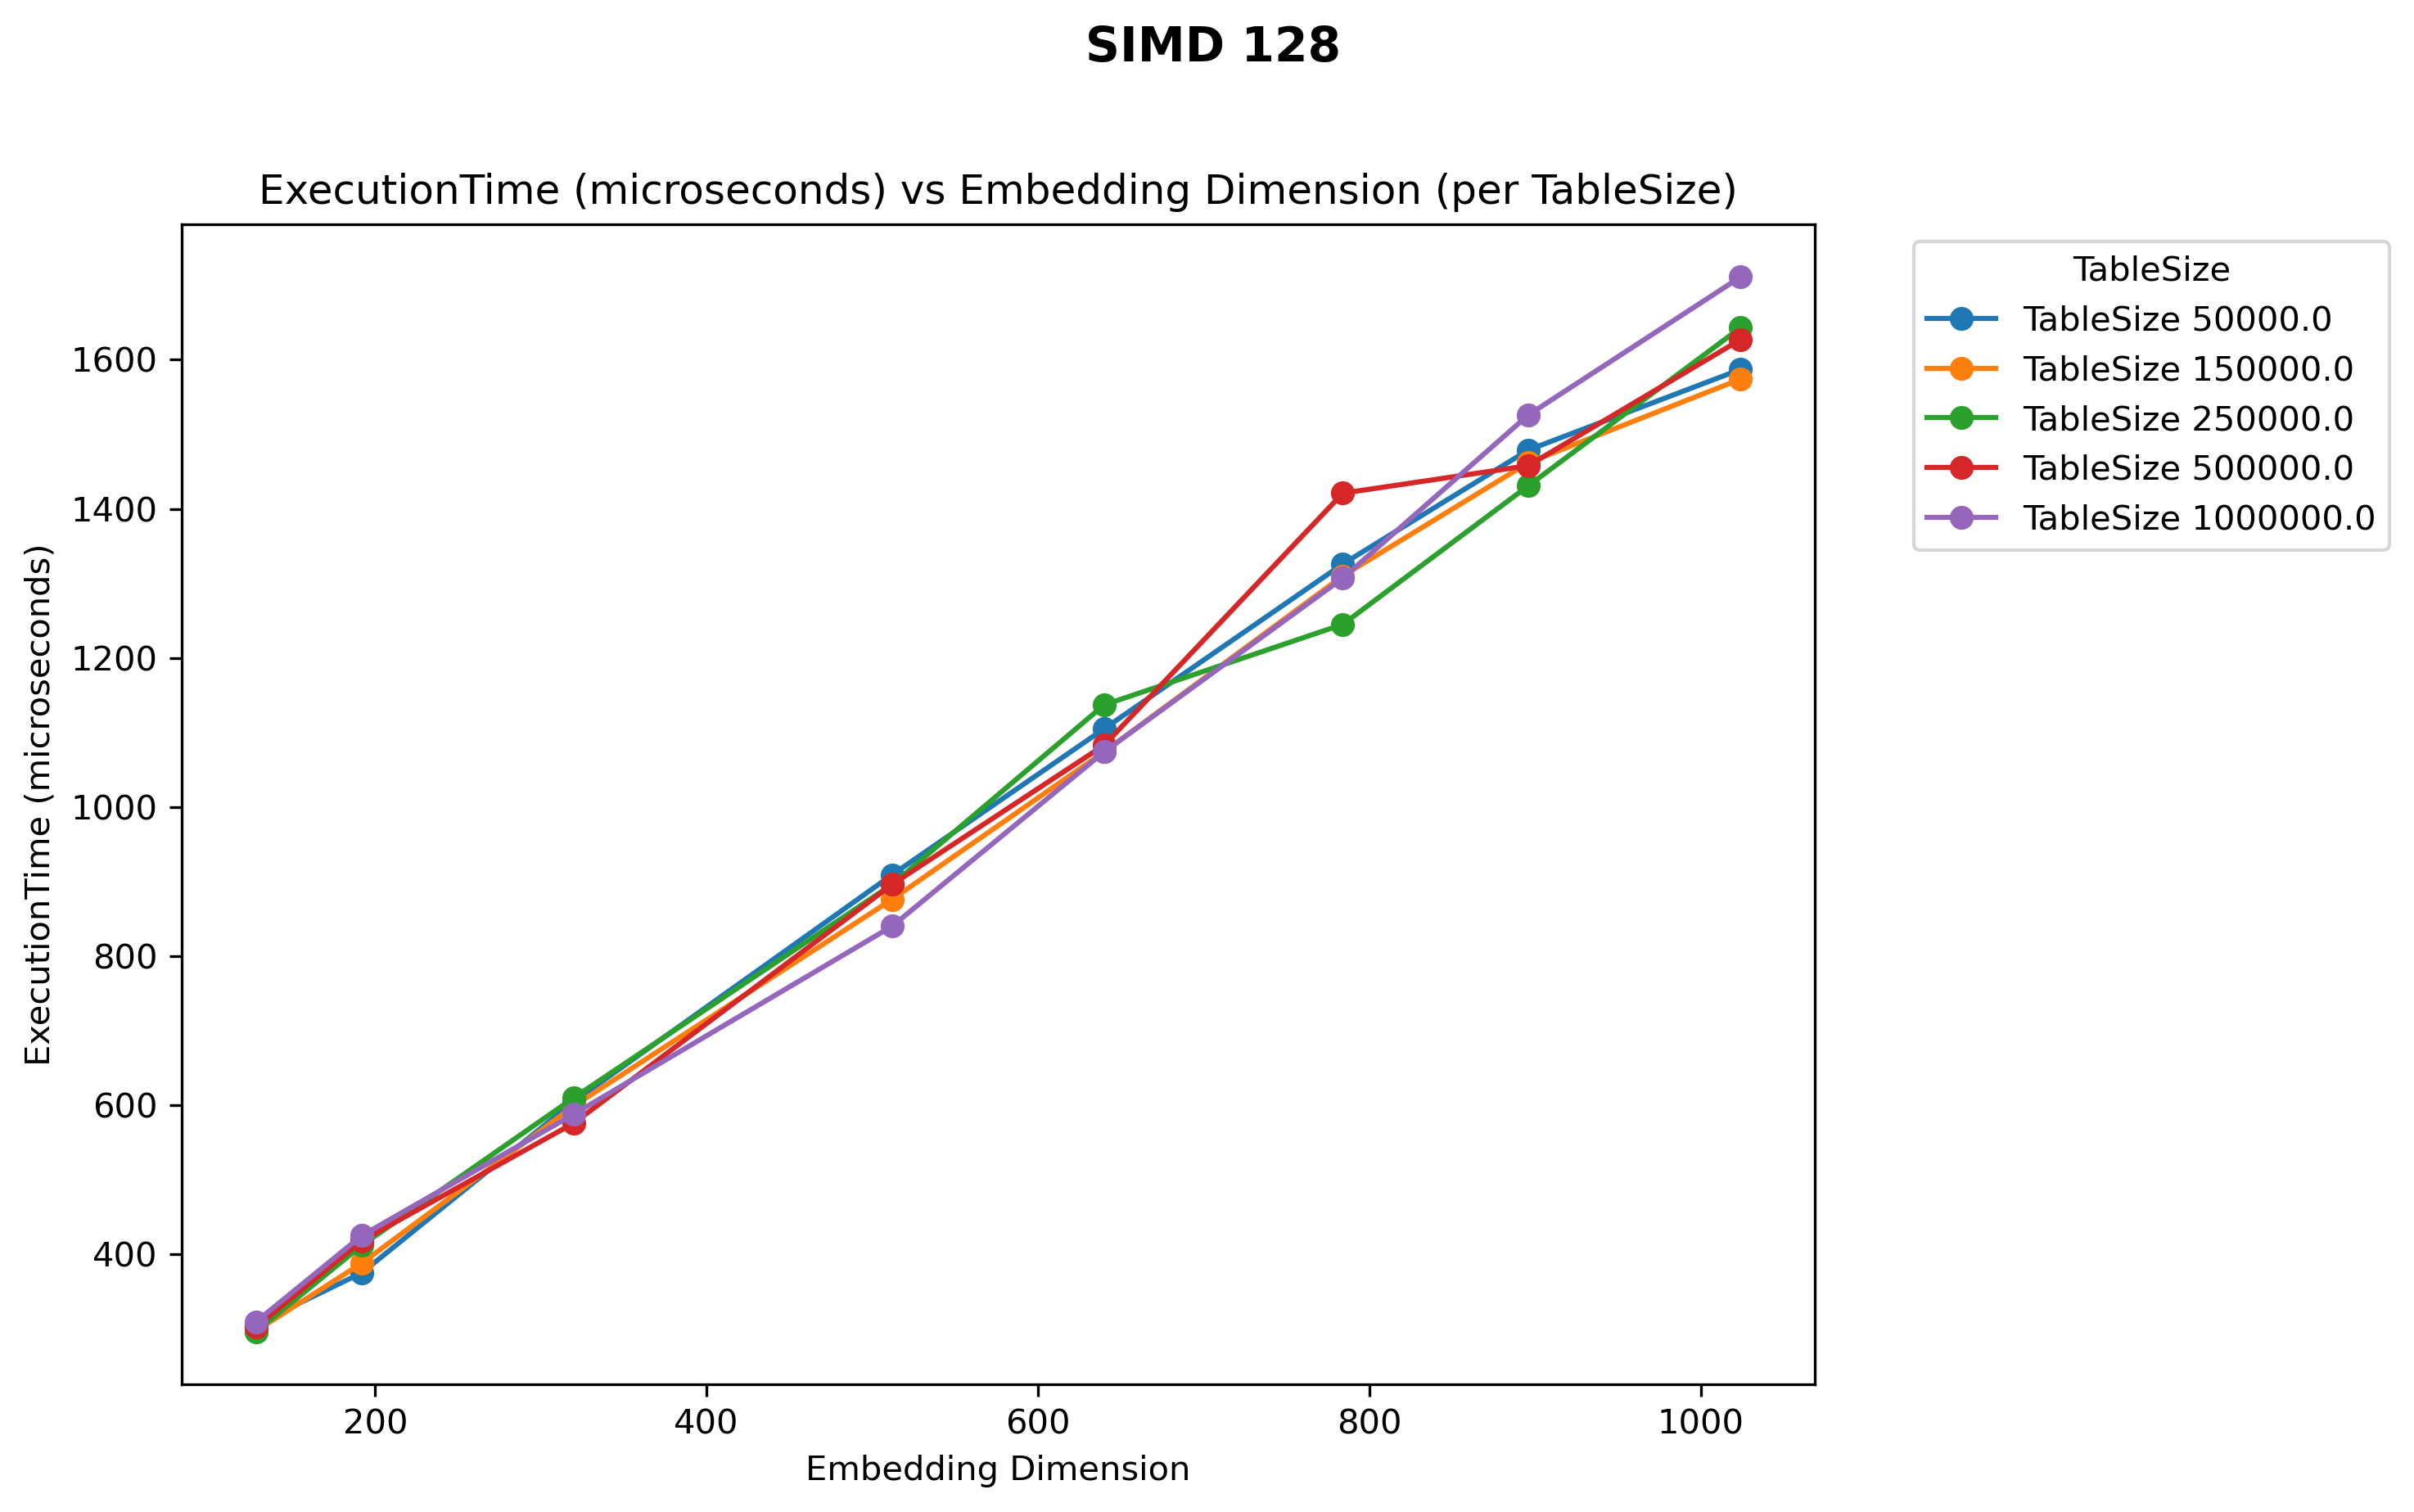 SIMD 128
ExecutionTime (microseconds) vs Embedding Dimension (per TableSize)
ExecutionTime (microseconds)
1600
1400
1200
1000
800
600
400
200
400
600
800
1000
Embedding Dimension
TableSize
TableSize 50000.0
TableSize 150000.0
TableSize 250000.0
TableSize 500000.0
TableSize 1000000.0